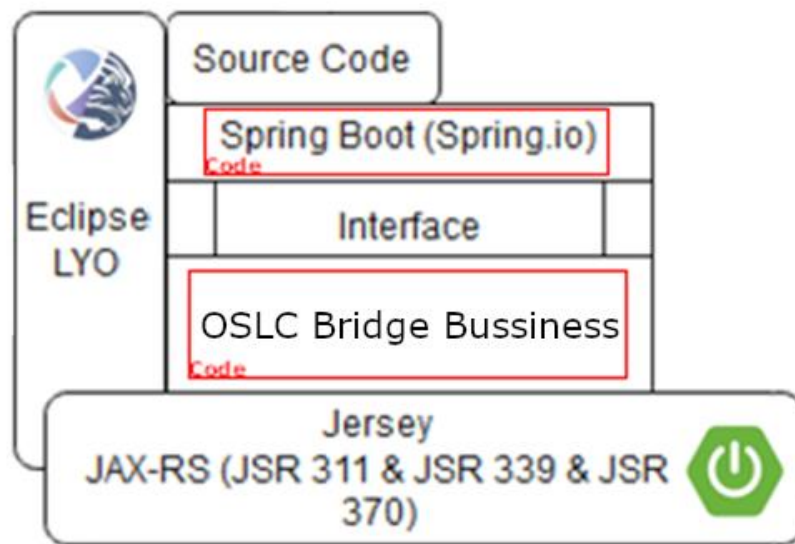 Source Code
Spring Boot (Spring.io)
Code
Eclipse
LYO
Interface
OSLC Bridge Bussiness
Code
Jersey
JAX-RS (JSR 311 & JSR 339 & JSR
370)